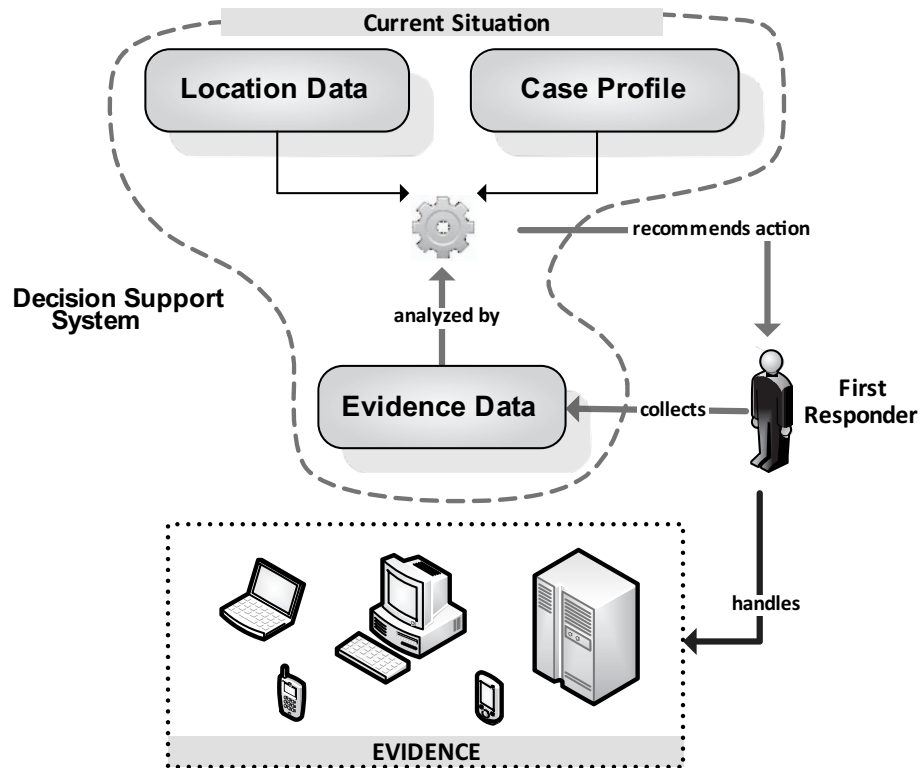 Current Situation
Location Data
Case Profile
recommends action
Decision Support
System
analyzed by
Evidence Data
collects
First
Responder
handles
EVIDENCE